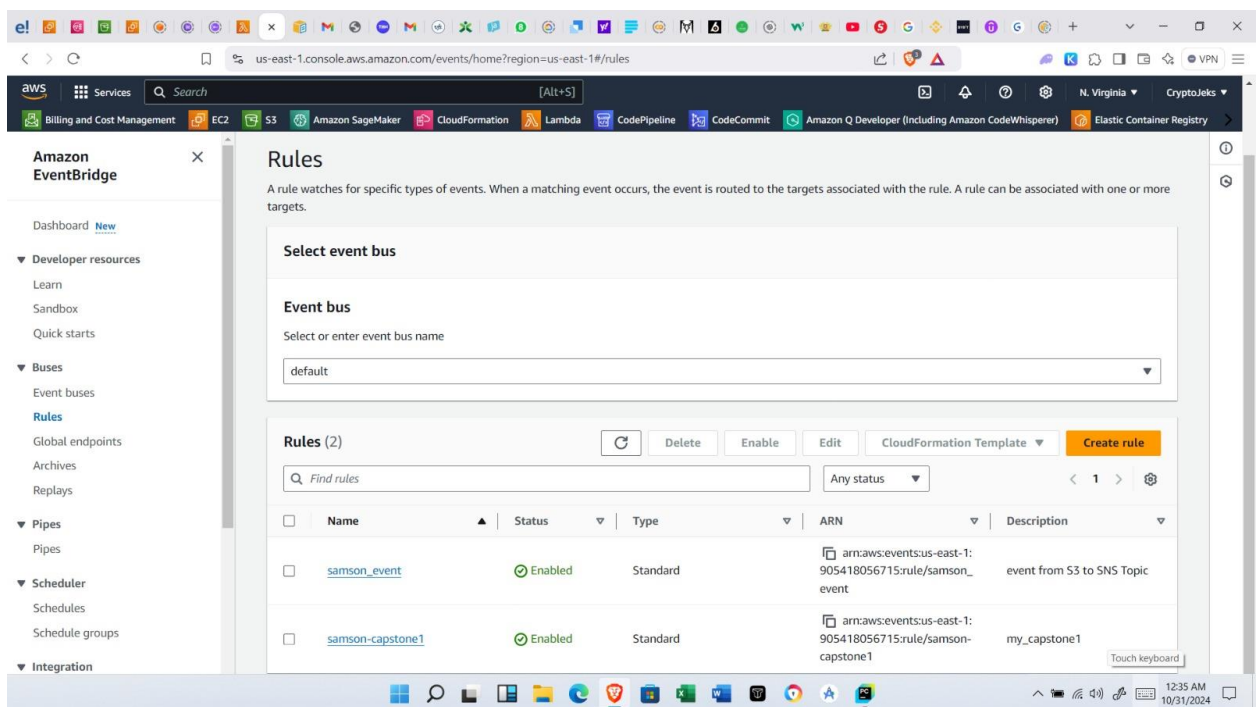 us-east-1.console.aws.amazon.com/events/home?region=us-east-1#/rules
VPN
aws
Services
Search
[Alt+S]
N. Virginia
CryptoJeks
Billing and Cost Management
EC2
S3
Amazon SageMaker
CloudFormation
Lambda
CodePipeline
CodeCommit
Amazon Q Developer (Including Amazon CodeWhisperer)
Elastic Container Registry
Amazon
EventBridge
Dashboard New
Developer resources
Learn
Sandbox
Quick starts
Buses
Event buses
Rules
Global endpoints
Archives
Replays
Pipes
Pipes
Scheduler
Schedules
Schedule groups
Integration
Rules
A rule watches for specific types of events. When a matching event occurs, the event is routed to the targets associated with the rule. A rule can be associated with one or more
targets.
Select event bus
Event bus
Select or enter event bus name
default
Rules (2)
Delete
Enable
Edit
CloudFormation Template
Create rule
Find rules
Any status
1
Name
Status
Type
ARN
Description
samson_event
Enabled
Standard
arn:aws:events:us-east-1:
905418056715:rule/samson_
event
event from S3 to SNS Topic
samson-capstone1
Enabled
Standard
arn:aws:events:us-east-1:
905418056715:rule/samson-
capstone1
my_capstone1
Touch keyboard
12:35 AM
10/31/2024